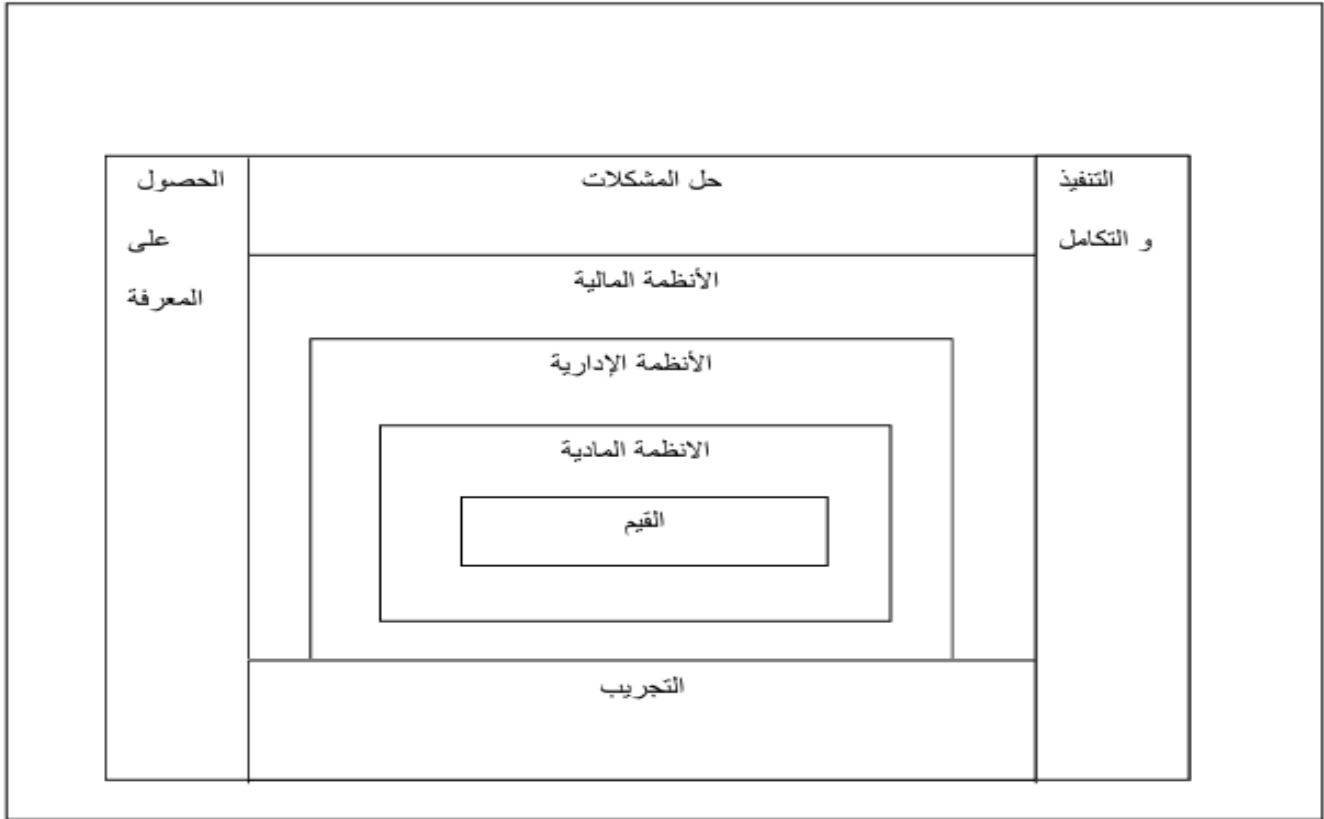 التنفيذ
و التكامل
حل المشكلات
الحصول
على
المعرفة
الأنظمة المالية
الأنظمة الإدارية
الانظمة المادية
القيم
التجريب